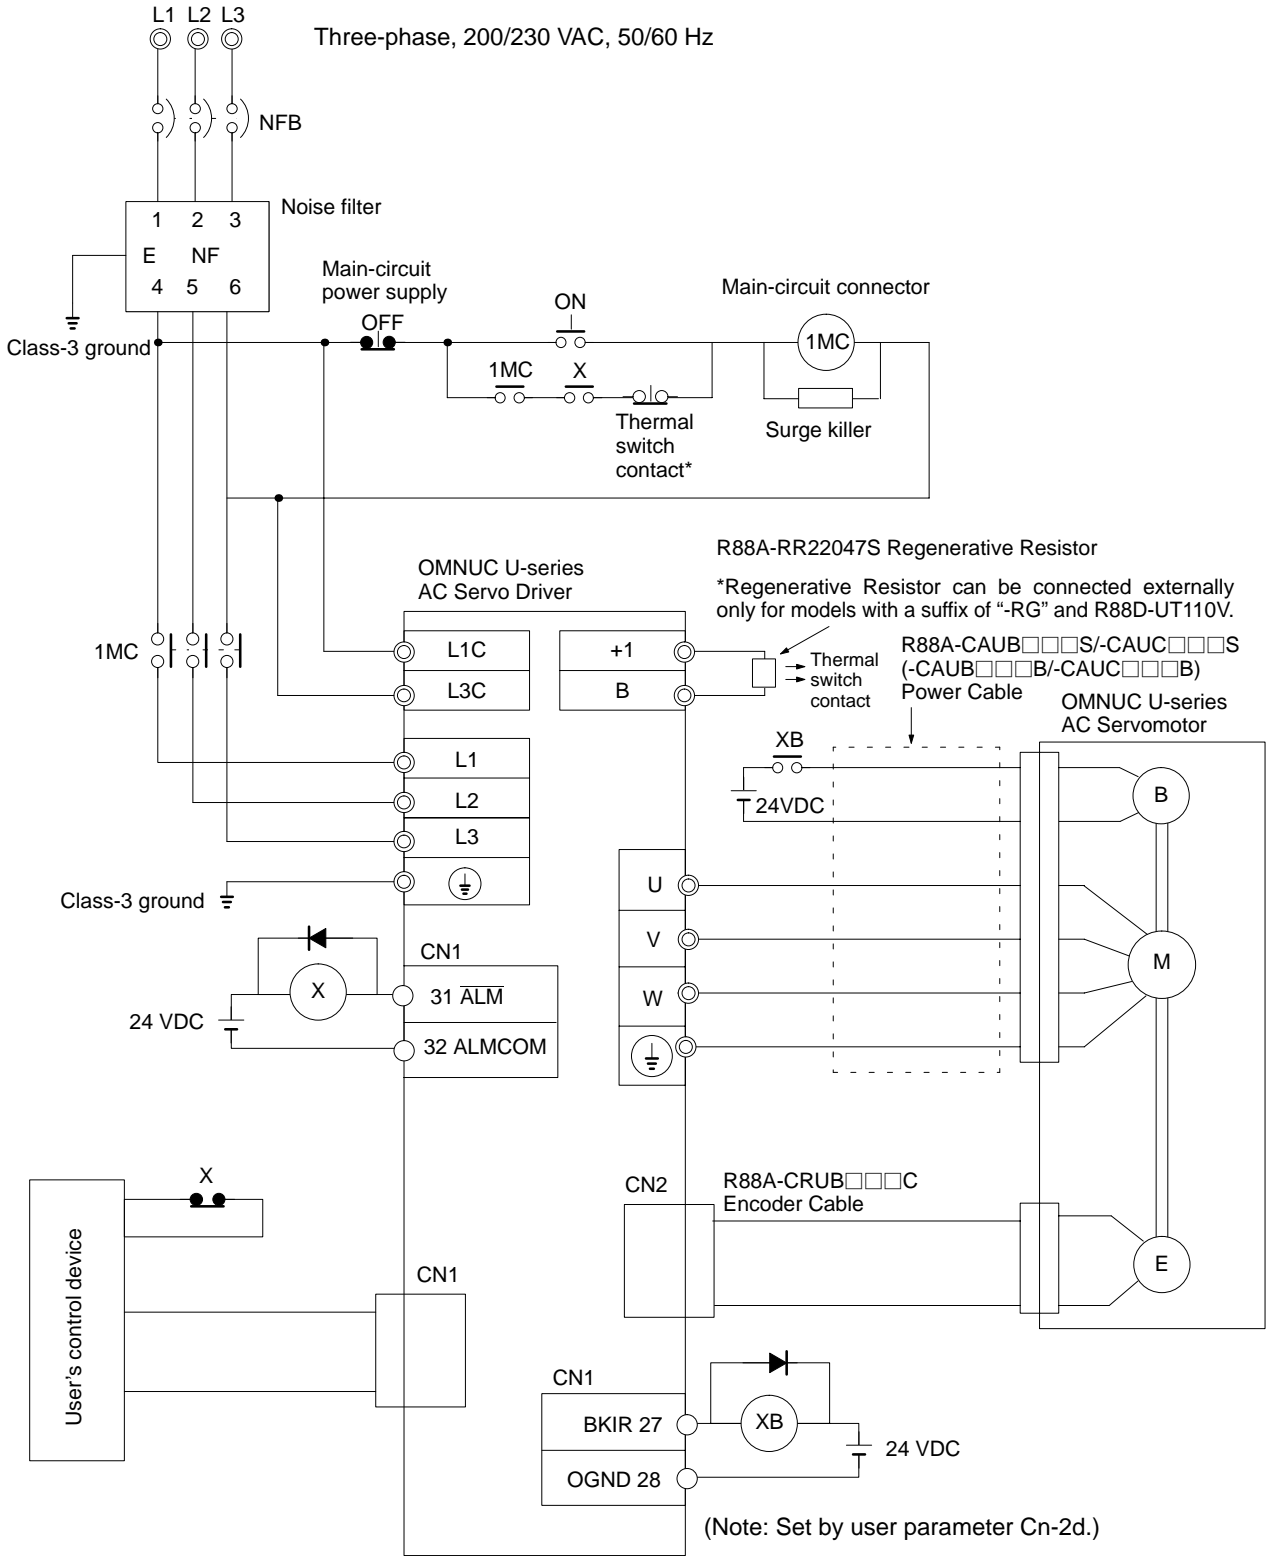 L1 L2 L3
Three-phase, 200/230 VAC, 50/60 Hz
NFB
Noise filter
1 2 3
E NF
4 5 6
Class-3 ground
Main-circuit
power supply
OFF
ON
Main-circuit connector
1MC
1MC X
Thermal
switch
contact*
Surge killer
R88A-RR22047S Regenerative Resistor
*Regenerative Resistor can be connected externally
only for models with a suffix of “-RG” and R88D-UT110V.
OMNUC U-series
AC Servo Driver
1MC
L1C
L3C
+1
B
Thermal
switch
contact
R88A-CAUB□□□S/-CAUC□□□S
(-CAUB□□□B/-CAUC□□□B)
Power Cable
OMNUC U-series
AC Servomotor
L1
L2
L3
XB
24VDC
B
Class-3 ground
U
V
W
M
CN1
X
31 ALM
24 VDC
32 ALMCOM
X
User's control device
CN1
CN2
R88A-CRUB□□□C
Encoder Cable
E
CN1
BKIR 27
XB
24 VDC
OGND 28
(Note: Set by user parameter Cn-2d.)